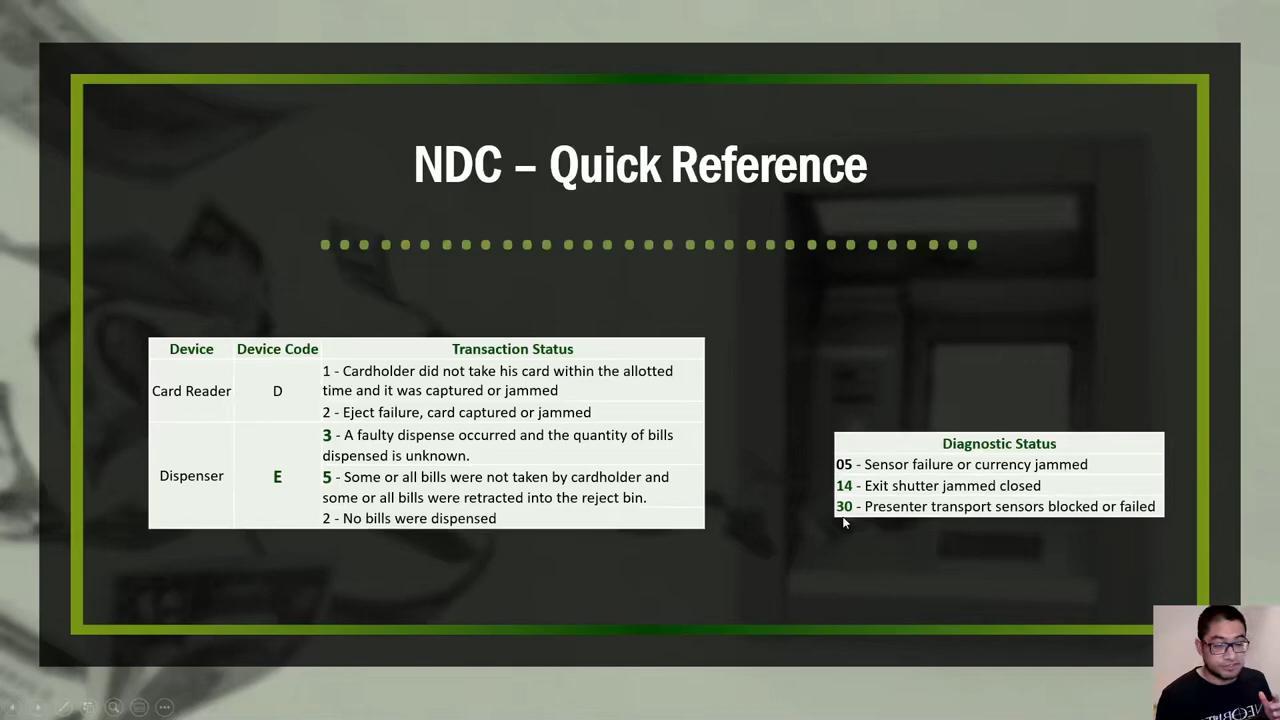 NDC – Quick Reference
Device Device Code Transaction Status
Card Reader D
1 - Cardholder did not take his card within the allotted
time and it was captured or jammed
2 - Eject failure, card captured or jammed
Dispenser E
3 - A faulty dispense occurred and the quantity of bills
dispensed is unknown.
5 - Some or all bills were not taken by cardholder and
some or all bills were retracted into the reject bin.
2 - No bills were dispensed
Diagnostic Status
05 - Sensor failure or currency jammed
14 - Exit shutter jammed closed
30 - Presenter transport sensors blocked or failed